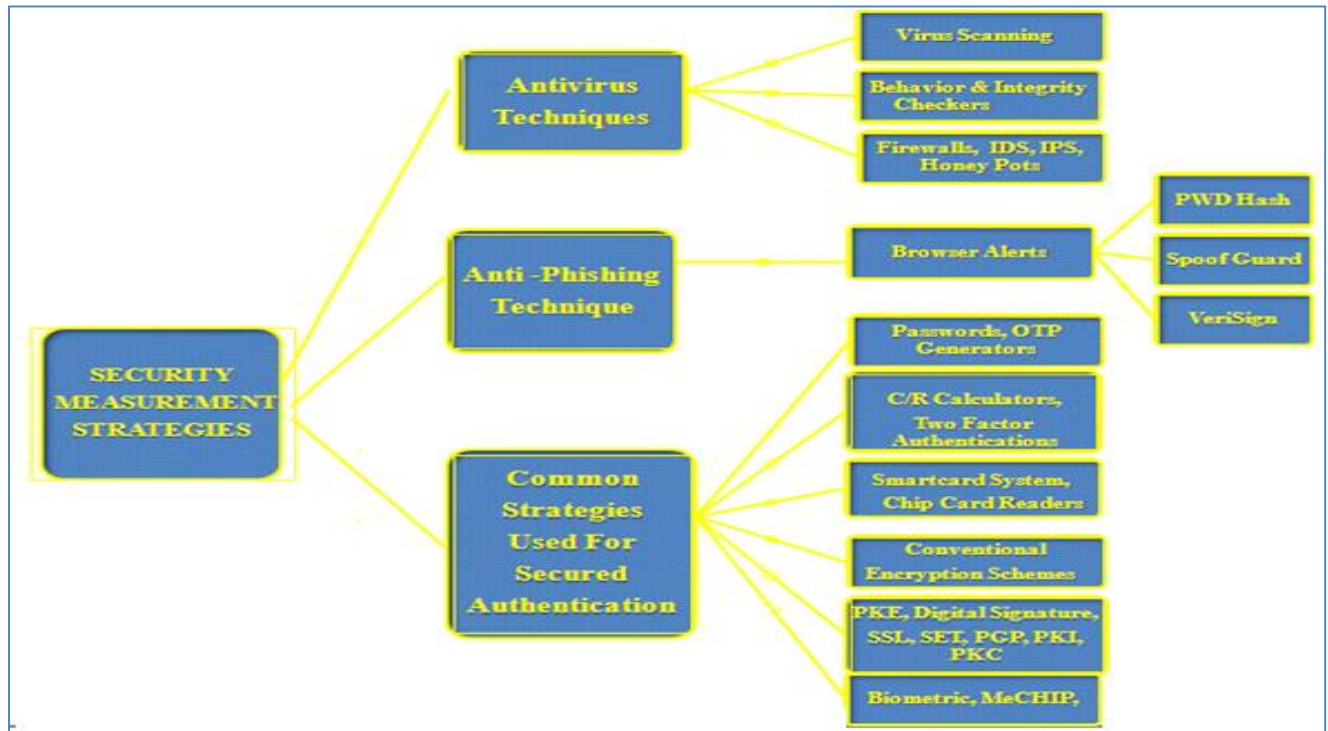 SECURITY
MEASUREMENT
STRATEGIES
Antivirus
Techniques
Virus Scanning
Behavior & Integrity
Checkers
Firewalls, IDS, IPS,
Honey Pots
Anti -Phishing
Technique
Browser Alerts
PWD Hash
Spoof Guard
VeriSign
Common
Strategies
Used For
Secured
Authentication
Passwords, OTP
Generators
C/R Calculators,
Two Factor
Authentications
Smartcard System,
Chip Card Readers
Conventional
Encryption Schemes
PKE, Digital Signature,
SSL, SET, PGP, PKI,
PKC
Biometric, MeCHIP,